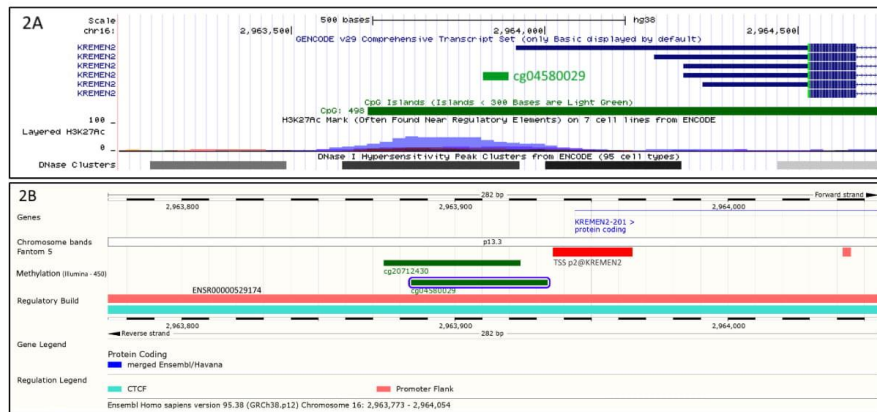 2A
Scale 500 bases hg38
chr16: 2,963,500 2,964,000 2,964,500
GENCODE v29 Comprehensive Transcript Set (only Basic displayed by default)
KREMEN2
KREMEN2
KREMEN2
KREMEN2
KREMEN2
cg04580029
CpG Islands (Islands < 300 Bases are Light Green)
CpG: 498
H3K27Ac Mark (Often Found Near Regulatory Elements) on 7 cell lines from ENCODE
100 _
Layered H3K27Ac
0
DNase I Hypersensitivity Peak Clusters from ENCODE (95 cell types)
DNase Clusters
2B
282 bp Forward strand
2,963,800 2,963,900 2,964,000
Genes
KREMEN2-201 >
protein coding
Chromosome bands p13.3
Fantom 5
TSS p2@KREMEN2
Methylation (Illumina - 450)
cg20712430
cg04580029
ENSR00000529174
Regulatory Build
2,963,800 2,963,900 2,964,000
Reverse strand 282 bp
Gene Legend
Protein Coding
merged Ensembl/Havana
Regulation Legend
CTCF Promoter Flank
Ensembl Homo sapiens version 95.38 (GRCh38.p12) Chromosome 16: 2,963,773 - 2,964,054